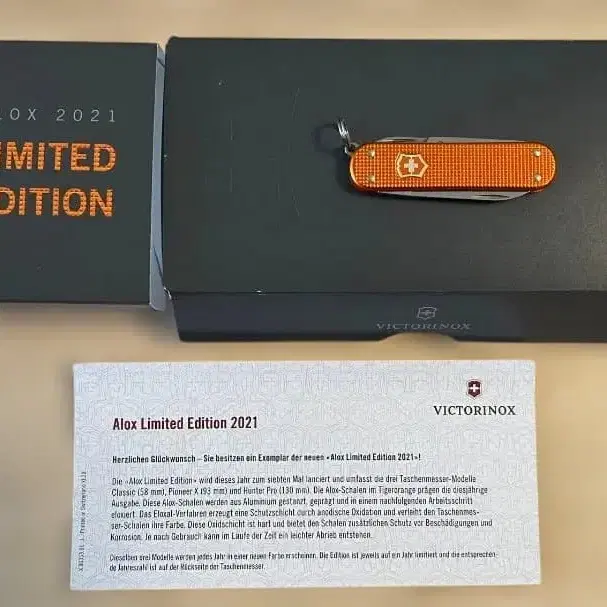 LOX 2021
IMITED
DITION
VICTORINOX
VICTORINOX
Alox Limited Edition 2021
Herzlichen Glückwunsch – Sie besitzen ein Exemplar der neuen «Alox Limited Edition 2021»!
Die «Alox Limited Edition» wird dieses Jahr zum siebten Mal lanciert und umfasst die drei Taschenmesser-Modelle
Classic (58 mm), Pioneer X (93 mm) und Hunter Pro (130 mm). Die Alox-Schalen im Tigerorange prägen die diesjährige
Ausgabe. Diese Alox-Schalen werden aus Aluminium gestanzt, geprägt und in einem nachfolgenden Arbeitsschritt
eloxiert. Das Eloxal-Verfahren erzeugt eine Schutzschicht durch anodische Oxidation und verleiht den Taschenmes-
ser-Schalen ihre Farbe. Diese Oxidschicht ist hart und bietet den Schalen zusätzlichen Schutz vor Beschädigungen und
Korrosion. Je nach Gebrauch kann im Laufe der Zeit ein leichter Abrieb entstehen.
Dieselben drei Modelle werden jedes Jahr in einer neuen Farbe erscheinen. Die Edition ist jeweils auf ein Jahr limitiert und die entsprechen-
de Jahreszahl ist auf der Rückseite der Taschenmesser.